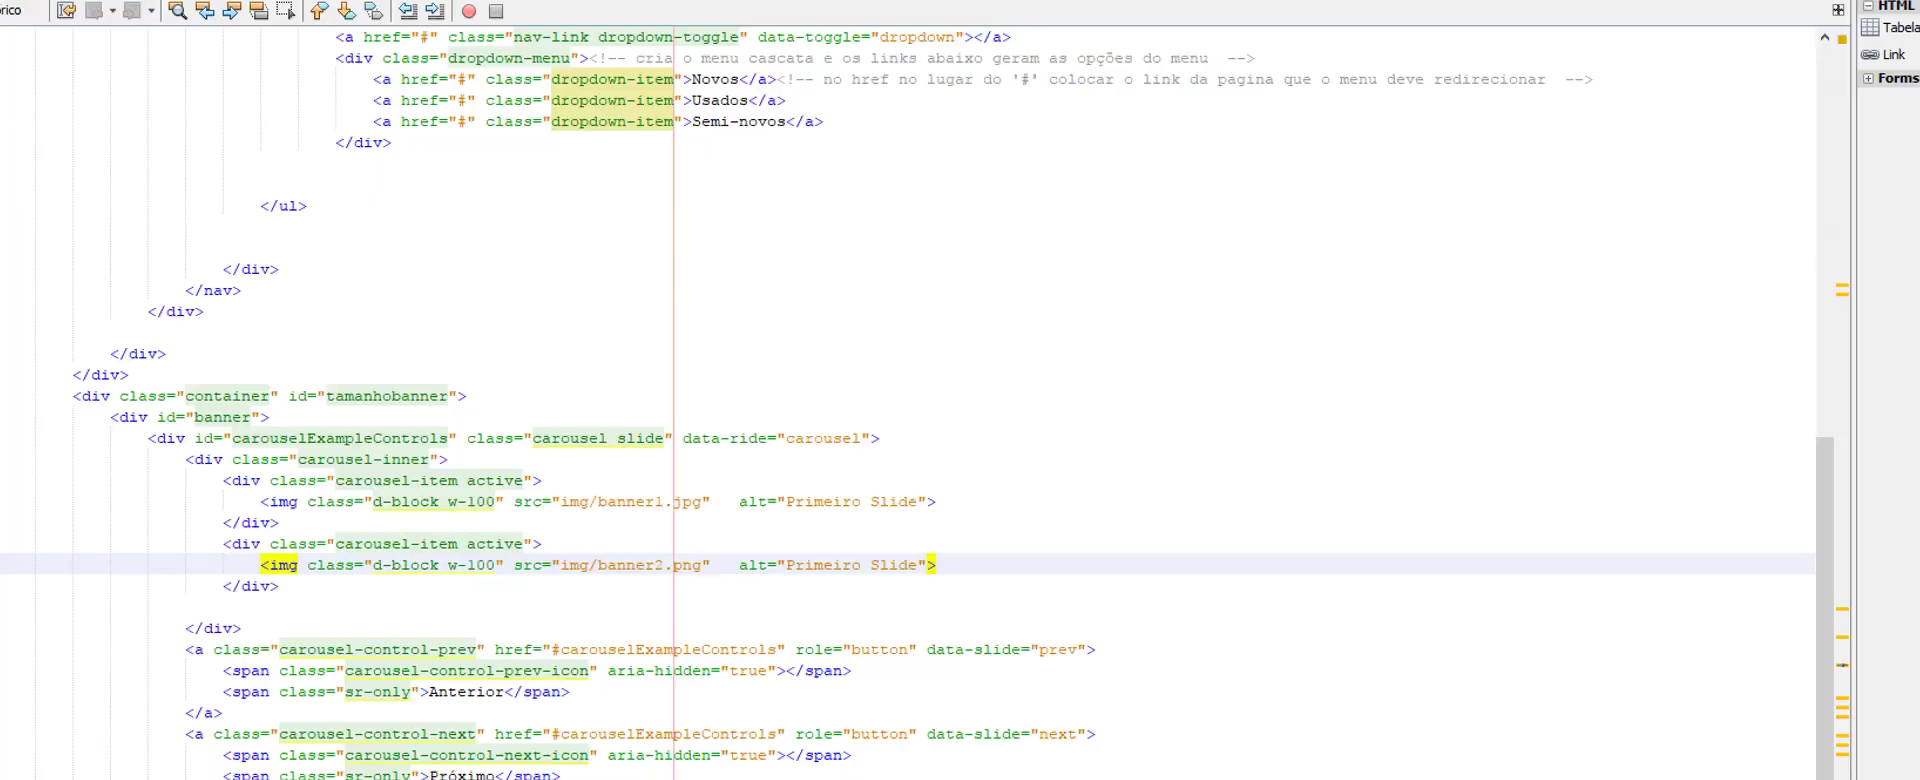 órico
HTML
Tabela
Link
Forms
<a href="#" class="nav-link dropdown-toggle" data-toggle="dropdown"></a>
<div class="dropdown-menu"><!-- cria o menu cascata e os links abaixo geram as opções do menu -->
<a href="#" class="dropdown-item">Novos</a><!-- no href no lugar do '#' colocar o link da pagina que o menu deve redirecionar -->
<a href="#" class="dropdown-item">Usados</a>
<a href="#" class="dropdown-item">Semi-novos</a>
</div>
</ul>
</div>
</nav>
</div>
</div>
</div>
<div class="container" id="tamanhobanner">
<div id="banner">
<div id="carouselExampleControls" class="carousel slide" data-ride="carousel">
<div class="carousel-inner">
<div class="carousel-item active">
<img class="d-block w-100" src="img/banner1.jpg" alt="Primeiro Slide">
</div>
<div class="carousel-item active">
<img class="d-block w-100" src="img/banner2.png" alt="Primeiro Slide">
</div>
</div>
<a class="carousel-control-prev" href="#carouselExampleControls" role="button" data-slide="prev">
<span class="carousel-control-prev-icon" aria-hidden="true"></span>
<span class="sr-only">Anterior</span>
</a>
<a class="carousel-control-next" href="#carouselExampleControls" role="button" data-slide="next">
<span class="carousel-control-next-icon" aria-hidden="true"></span>
<span class="sr-only">Próximo</span>